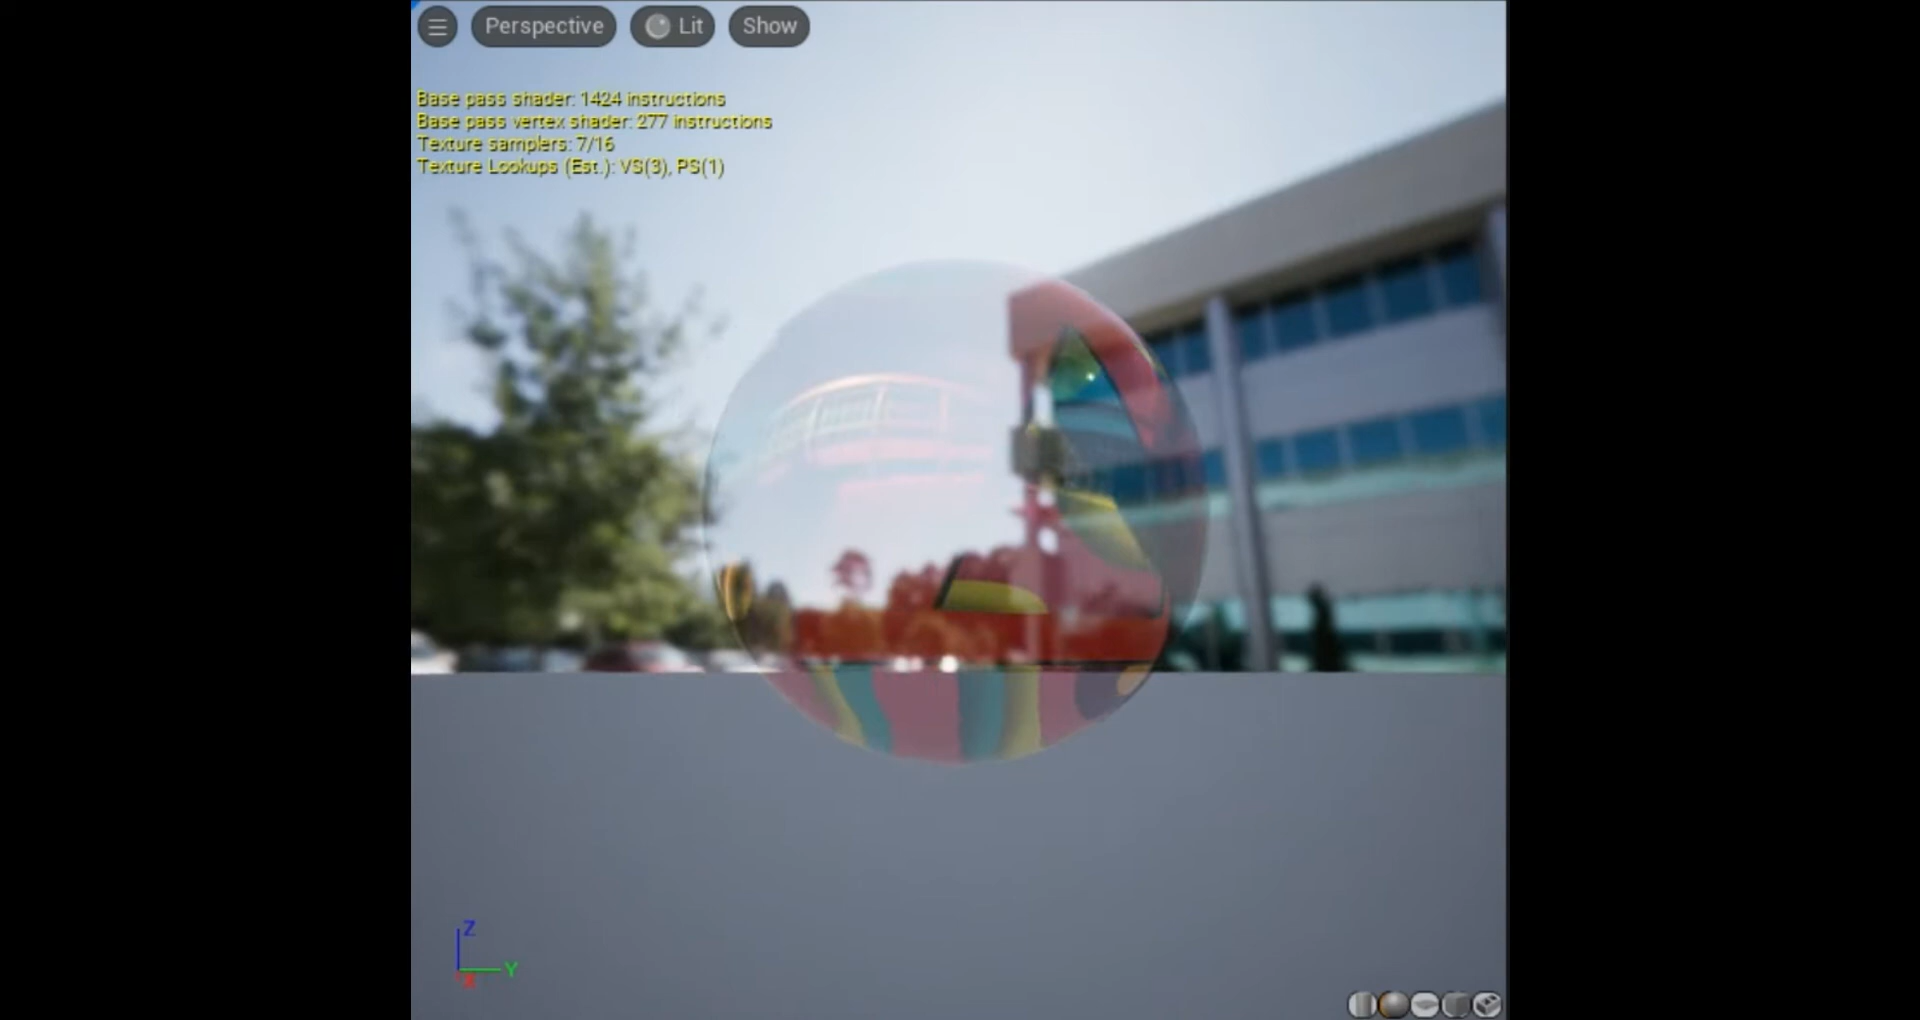 Perspective
Lit
Show
Base pass shader: 1424 instructions
Base pass vertex shader: 277 instructions
Texture samplers: 7/16
Texture Lookups (Est.): VS(3), PS(1)
Z
Y
X